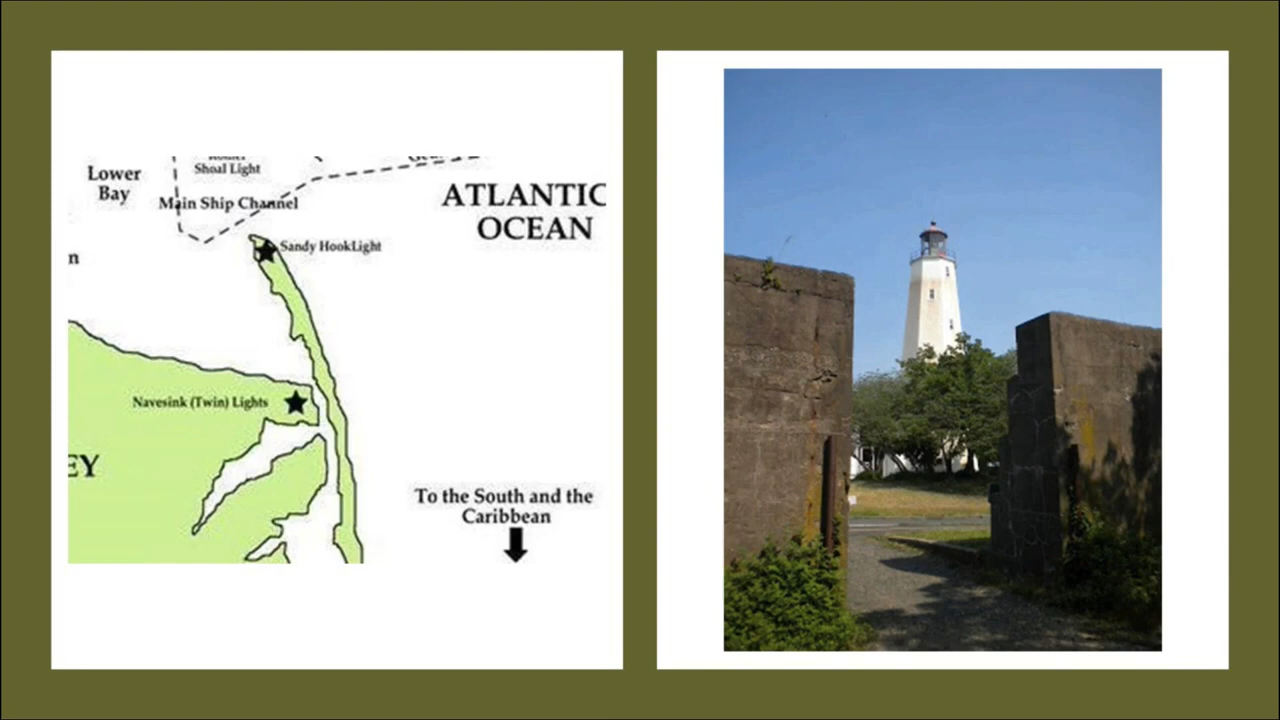 Shoal Light
Lower
Bay
Main Ship Channel
ATLANTIC
OCEAN
Sandy HookLight
n
Navesink (Twin) Lights
EY
To the South and the
Caribbean